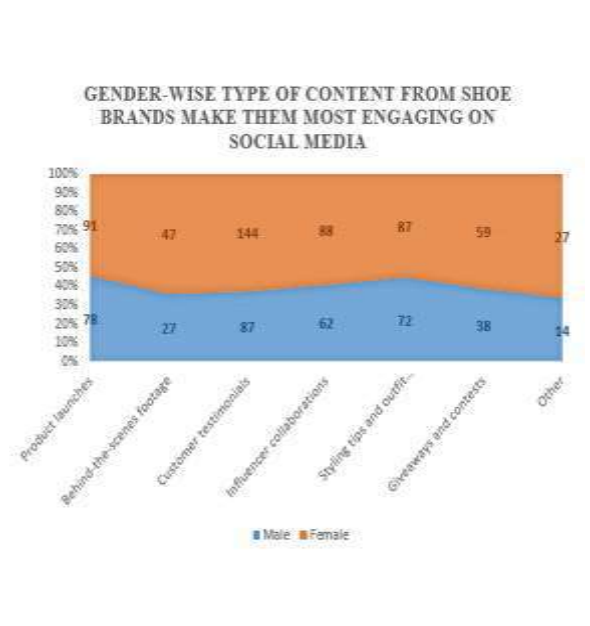 GENDER-WISE TYPE OF CONTENT FROM SHOE
BRANDS MAKE THEM MOST ENGAGING ON
SOCIAL MEDIA
100%
90%
80%
70%
60%
50%
40%
30%
20%
10%
0%
91
47
144
88
87
59
27
78
27
87
62
72
38
14
Product launches
Behind-the-scenes footage
Customer testimonials
Influencer collaborations
Styling tips and outfit...
Giveaways and contests
Other
Male
Female